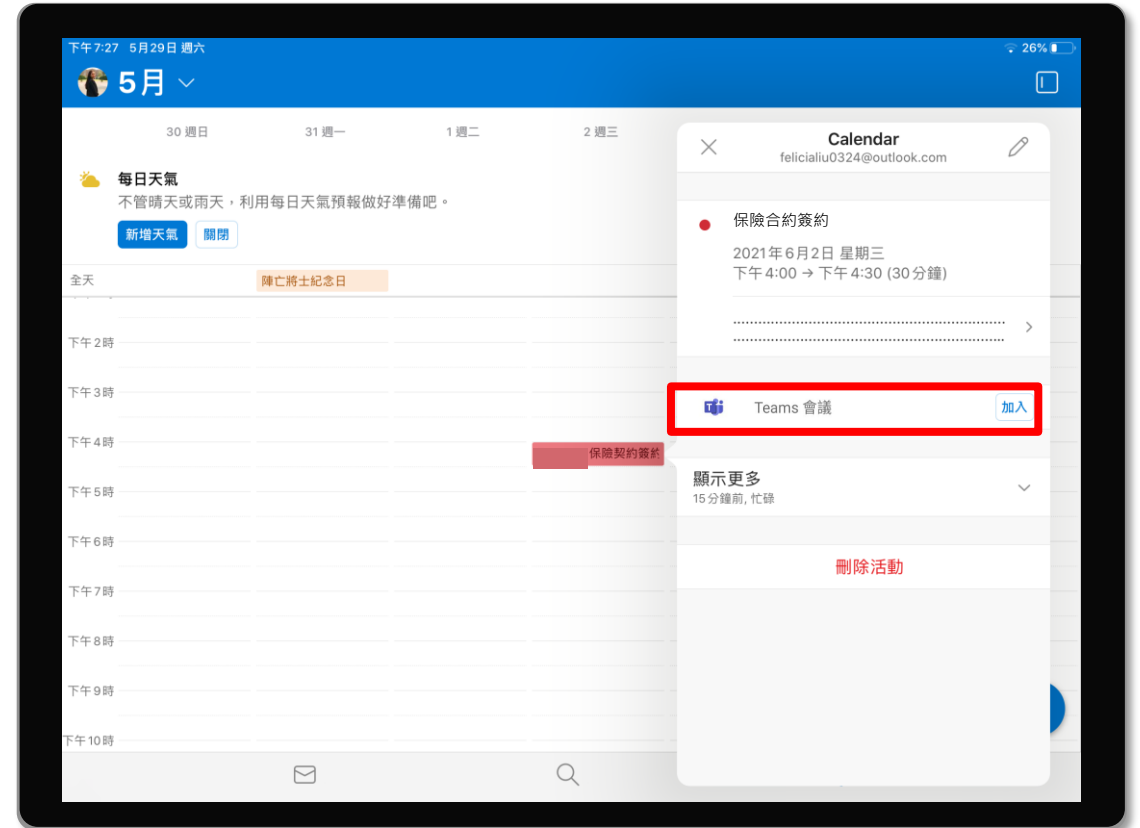 下午7:27 5月29日 週六
26%
5月
30 週日
31 週一
1 週二
2 週三
每日天氣
不管晴天或雨天，利用每日天氣預報做好準備吧。
新增天氣
關閉
全天
陣亡將士紀念日
下午2時
下午3時
下午4時
保險契約簽約
下午5時
下午6時
下午7時
下午8時
下午9時
下午10時
Calendar
felicialiu0324@outlook.com
保險合約簽約
2021年6月2日 星期三
下午4:00 → 下午4:30 (30分鐘)
Teams 會議
加入
顯示更多
15分鐘前, 忙碌
刪除活動